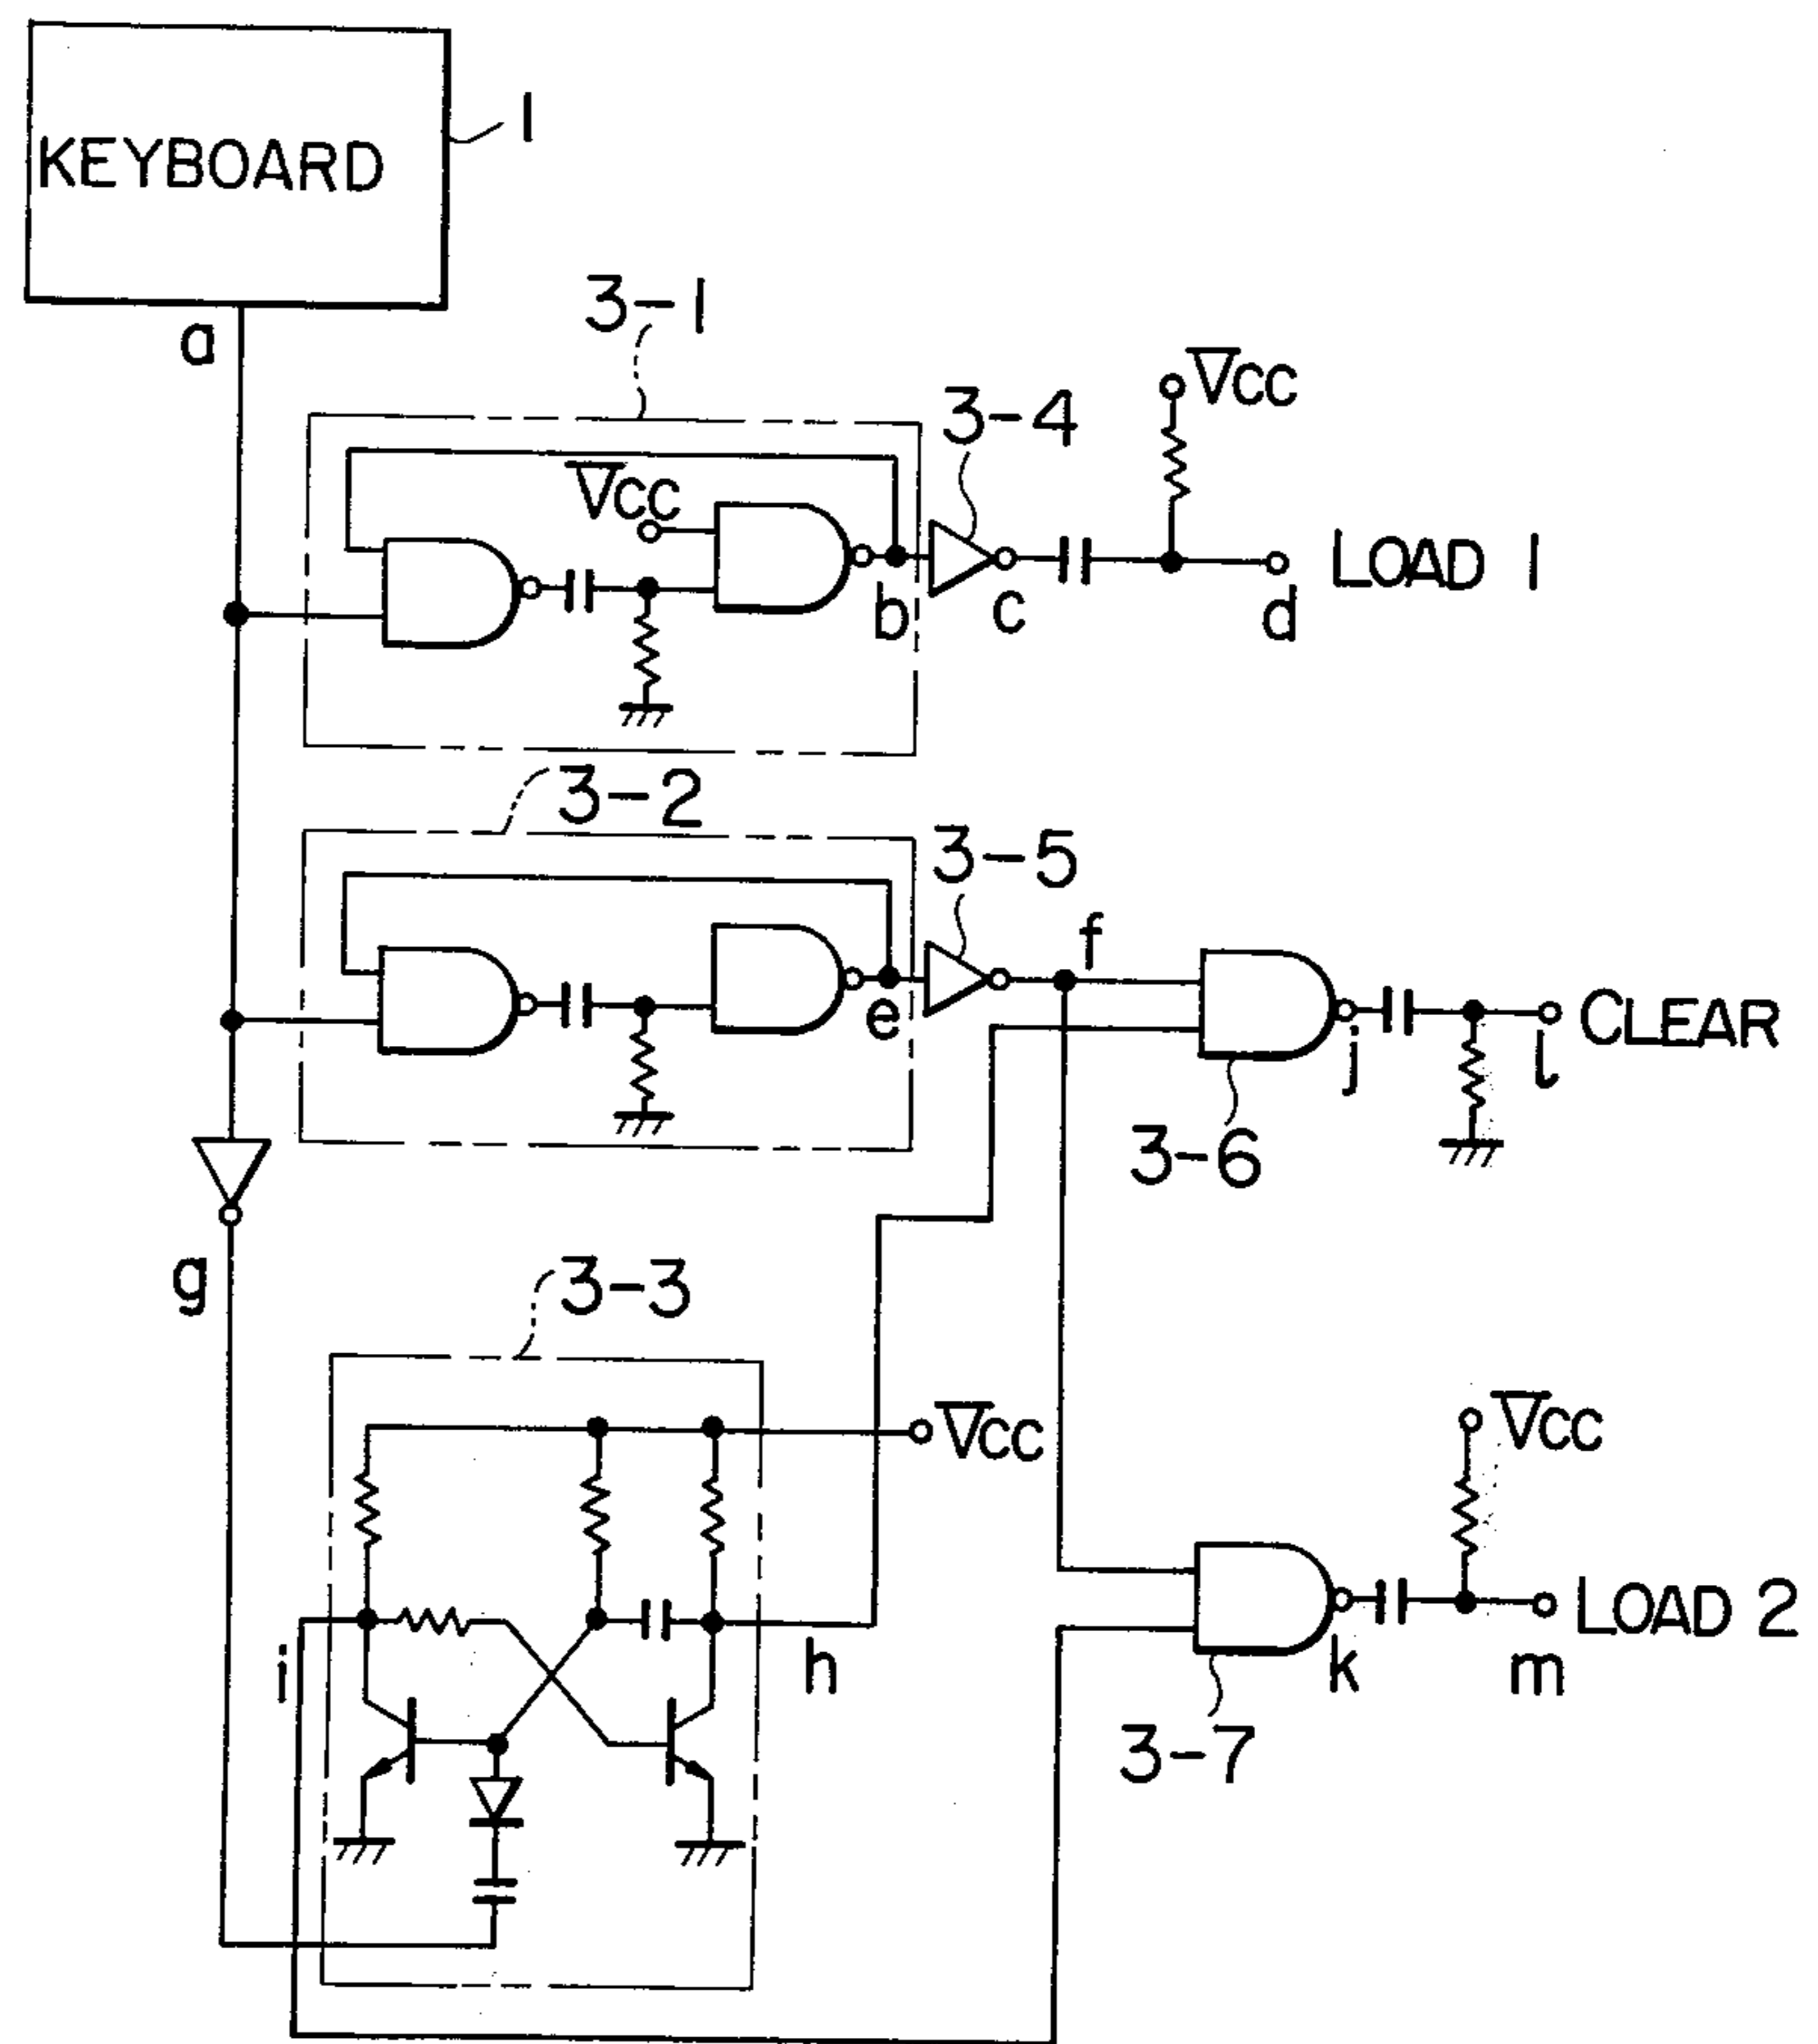 KEYBOARD
1
a
3-1
Vcc
3-4
Vcc
LOAD 1
b
c
d
3-2
3-5
f
e
CLEAR
j
l
3-6
g
3-3
Vcc
Vcc
i
h
LOAD 2
k
m
3-7